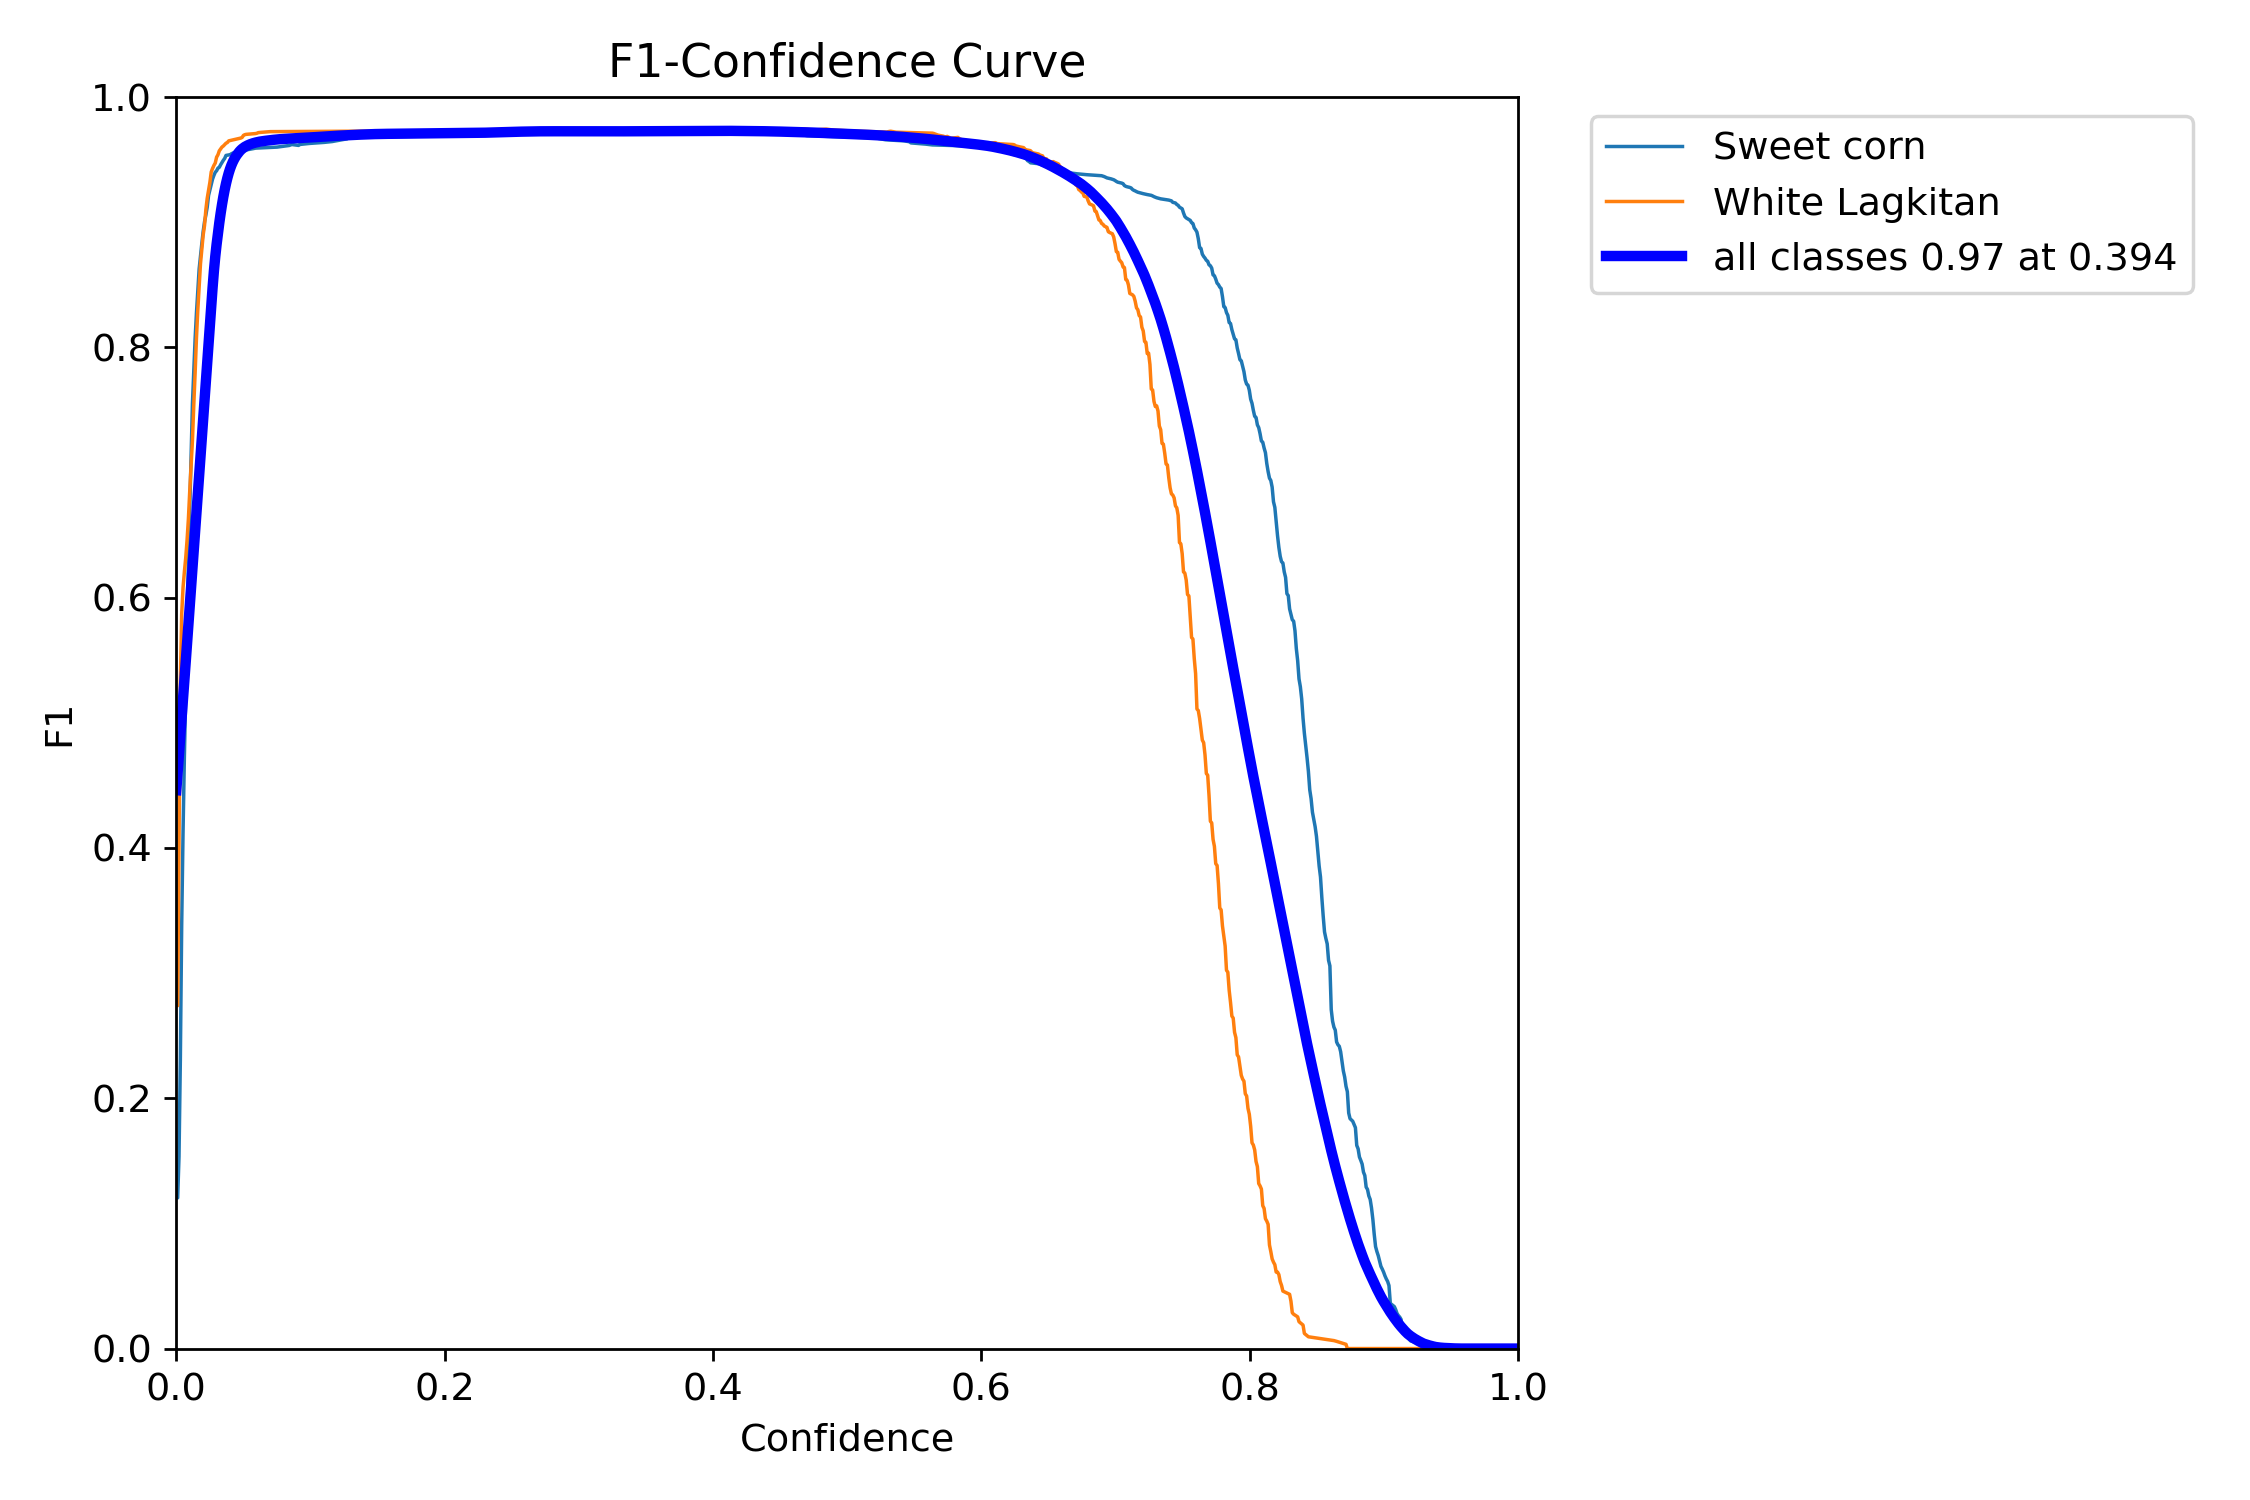 F1-Confidence Curve
Sweet corn
White Lagkitan
all classes 0.97 at 0.394
1.0
0.8
0.6
0.4
0.2
0.0
F1
0.0 0.2 0.4 0.6 0.8 1.0
Confidence